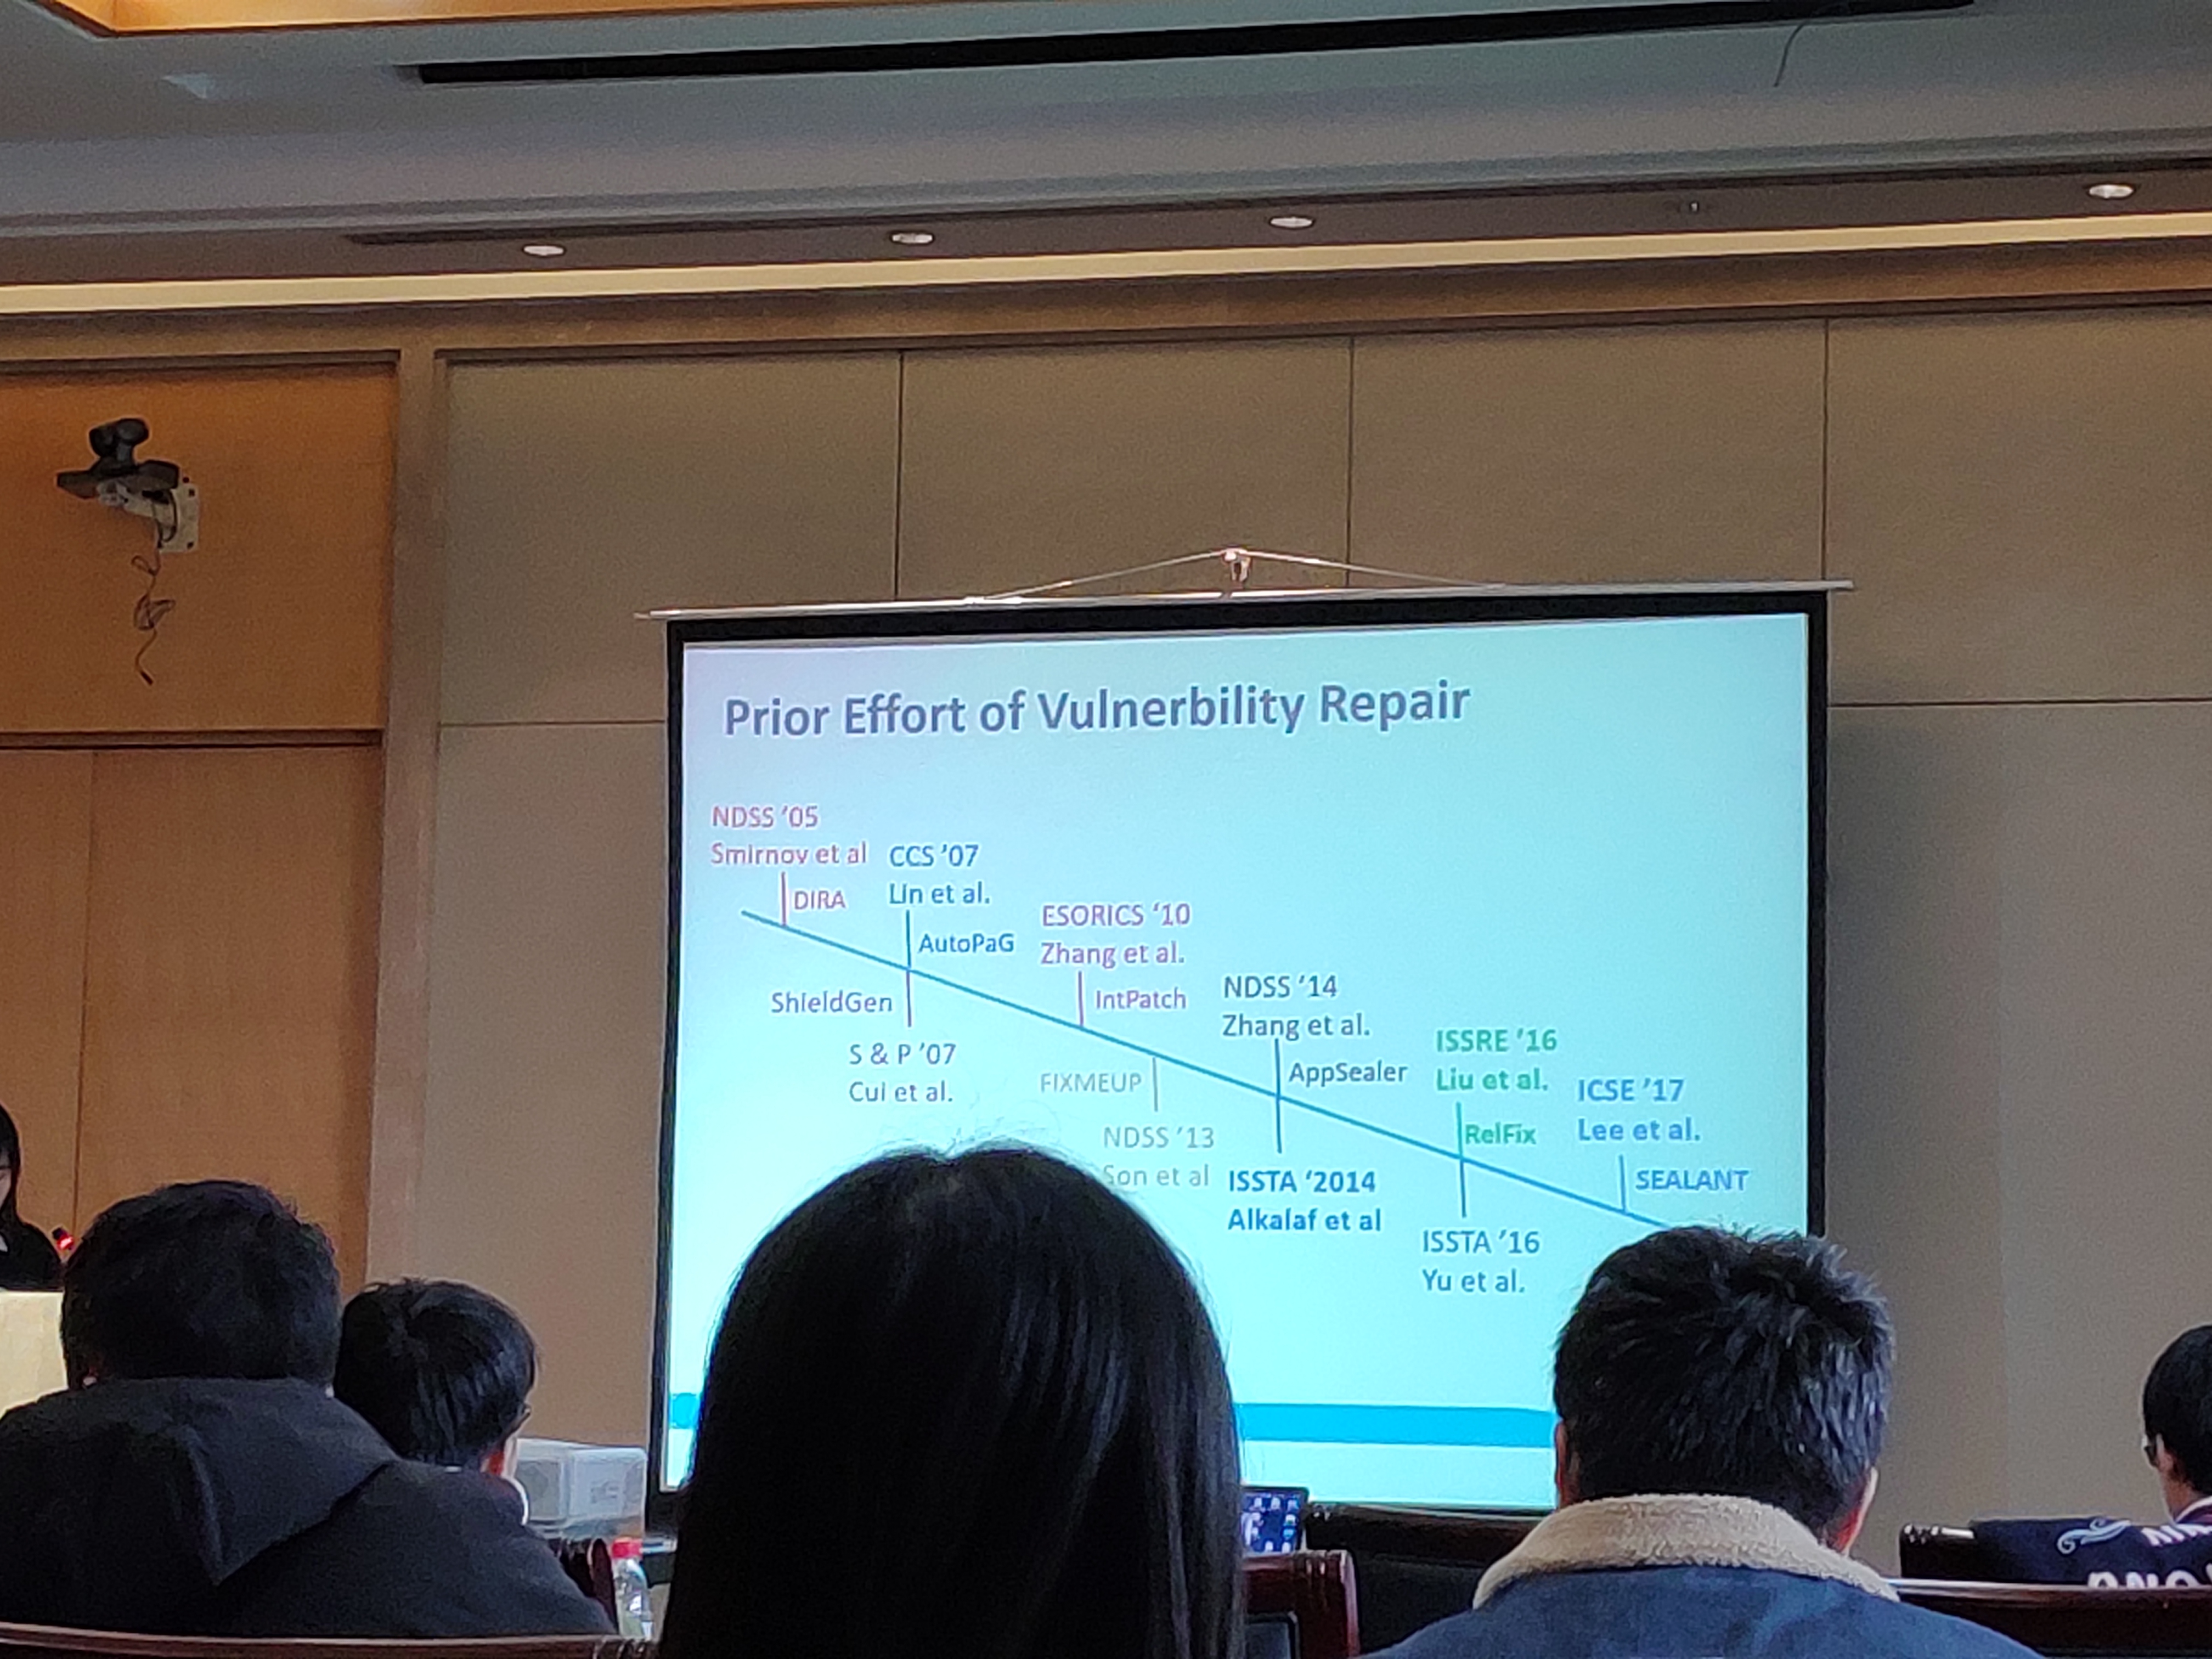 Prior Effort of Vulnerbility Repair
NDSS '05
Smirnov et al
DIRA
CCS '07
Lin et al.
AutoPaG
ShieldGen
S & P '07
Cui et al.
ESORICS '10
Zhang et al.
IntPatch
FIXMEUP
NDSS '13
Son et al
NDSS '14
Zhang et al.
AppSealer
ISSTA '2014
Alkalaf et al
ISSRE '16
Liu et al.
RelFix
ISSTA '16
Yu et al.
ICSE '17
Lee et al.
SEALANT